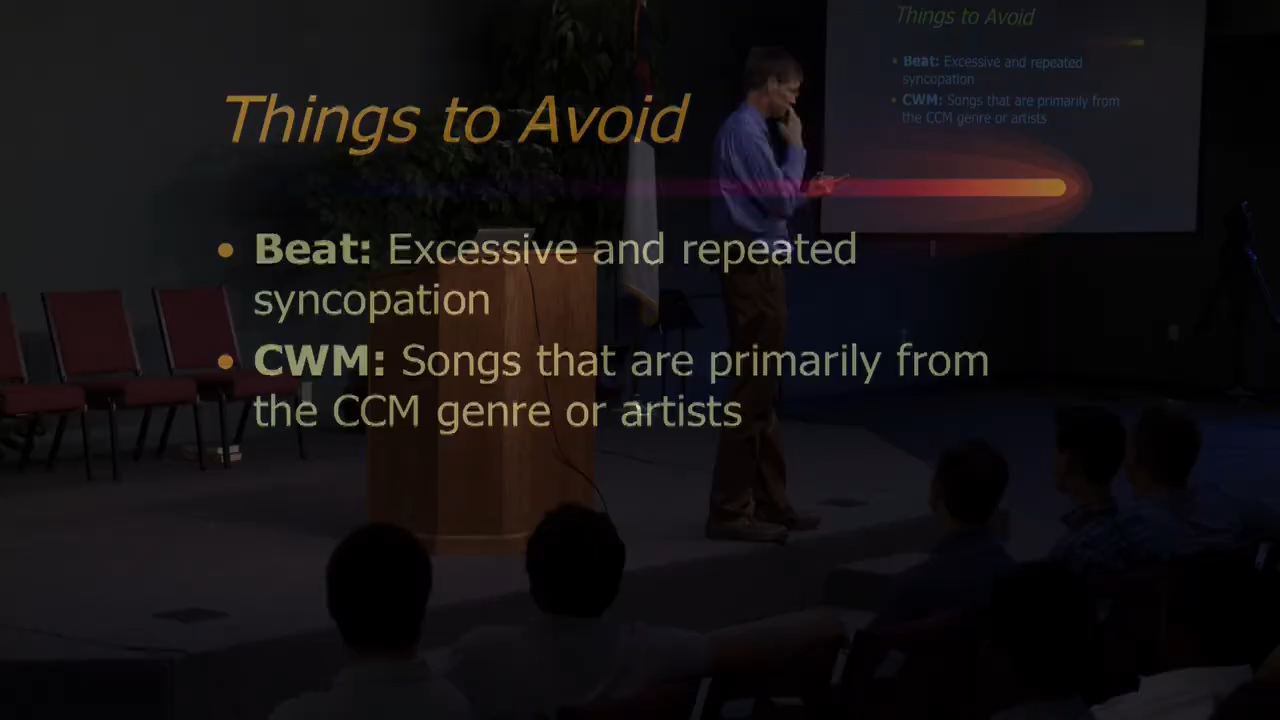 Things to Avoid
• Beat: Excessive and repeated
syncopation
• CWM: Songs that are primarily from
the CCM genre or artists
Things to Avoid
• Beat: Excessive and repeated
syncopation
• CWM: Songs that are primarily from
the CCM genre or artists